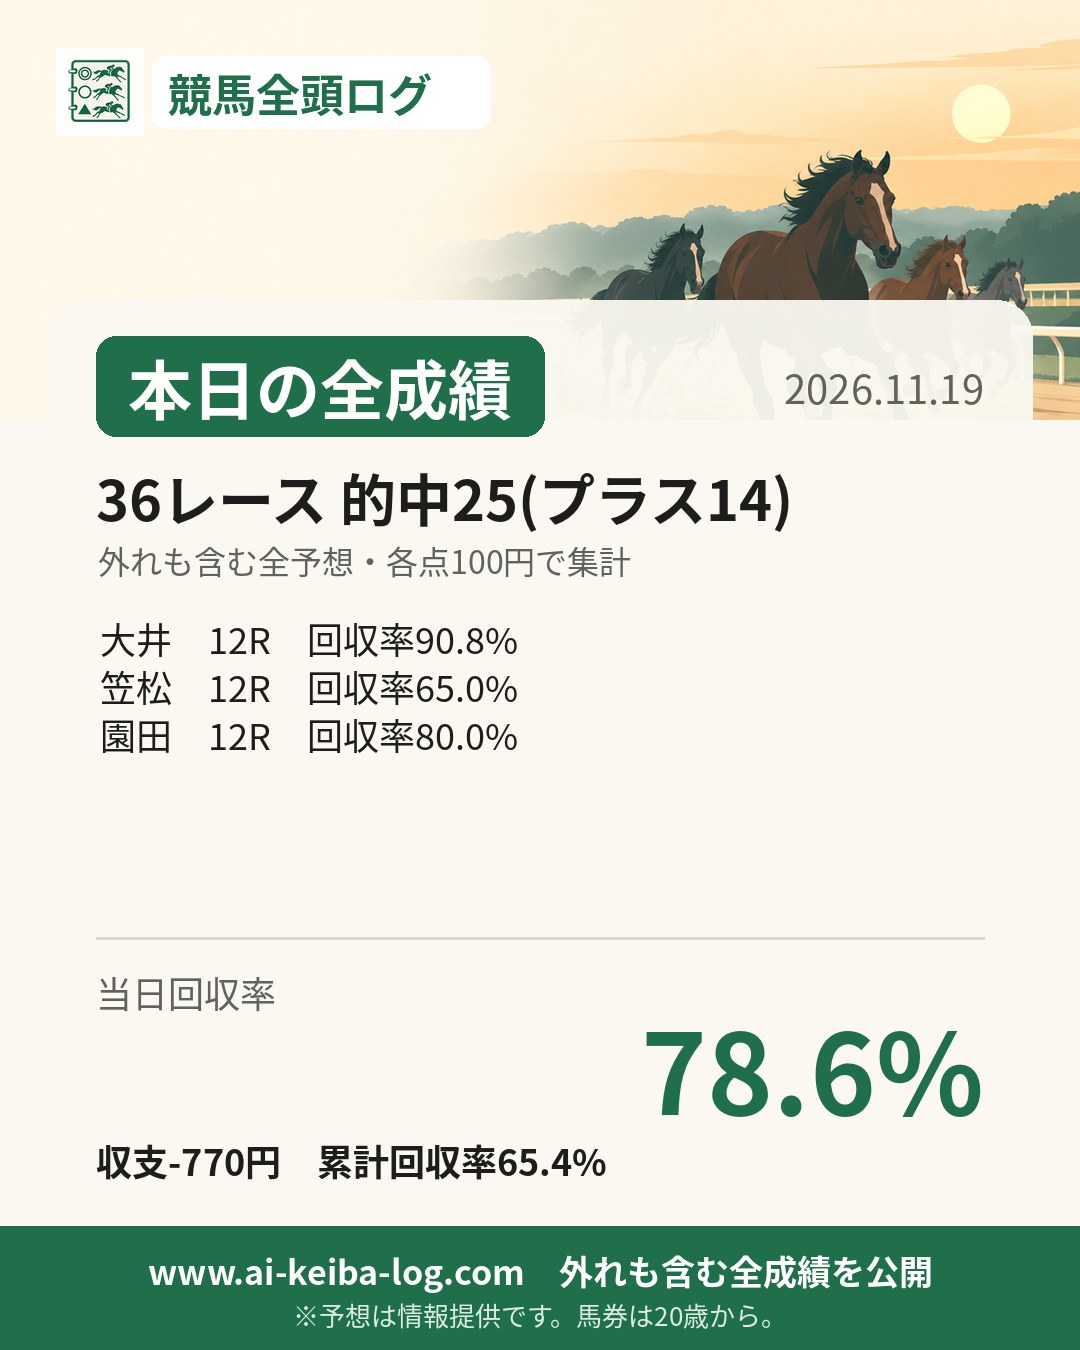 競馬全頭ログ
本日の全成績
2026.11.19
36レース 的中25(プラス14)
外れも含む全予想・各点100円で集計
大井　12R　回収率90.8%
笠松　12R　回収率65.0%
園田　12R　回収率80.0%
当日回収率
78.6%
収支-770円　累計回収率65.4%
www.ai-keiba-log.com　外れも含む全成績を公開
※予想は情報提供です。馬券は20歳から。